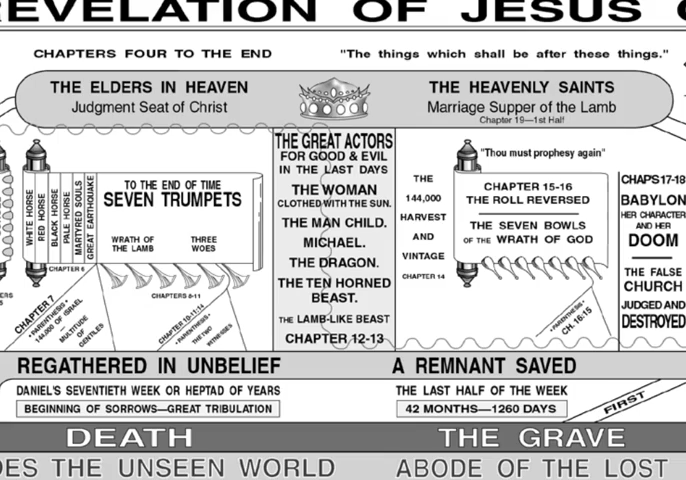 REVELATION OF JESUS
CHAPTERS FOUR TO THE END
"The things which shall be after these things."
THE ELDERS IN HEAVEN
Judgment Seat of Christ
THE HEAVENLY SAINTS
Marriage Supper of the Lamb
Chapter 19—1st Half
WHITE HORSE
RED HORSE
BLACK HORSE
PALE HORSE
MARTYRED SOULS
GREAT EARTHQUAKE
CHAPTER 6
TO THE END OF TIME
SEVEN TRUMPETS
WRATH OF
THE LAMB
THREE
WOES
CHAPTERS 8-11
CHAPTER 7
• PARENTHESIS •
144,000 OF ISRAEL
—
MULTITUDE
OF
GENTILES
CHAPTER 10-11:14
• PARENTHESIS •
THE TWO
WITNESSES
THE GREAT ACTORS
FOR GOOD & EVIL
IN THE LAST DAYS
THE WOMAN
CLOTHED WITH THE SUN.
THE MAN CHILD.
MICHAEL.
THE DRAGON.
THE TEN HORNED
BEAST.
THE LAMB-LIKE BEAST
CHAPTER 12-13
THE
144,000
HARVEST
AND
VINTAGE
CHAPTER 14
"Thou must prophesy again"
CHAPTER 15-16
THE ROLL REVERSED
THE SEVEN BOWLS
OF THE WRATH OF GOD
• PARENTHESIS •
CH. 16:15
CHAP'S 17-18
BABYLON
HER CHARACTER
AND HER
DOOM
THE FALSE
CHURCH
JUDGED AND
DESTROYED
REGATHERED IN UNBELIEF
A REMNANT SAVED
DANIEL'S SEVENTIETH WEEK OR HEPTAD OF YEARS
THE LAST HALF OF THE WEEK
BEGINNING OF SORROWS—GREAT TRIBULATION
42 MONTHS—1260 DAYS
FIRST
DEATH
THE GRAVE
THE UNSEEN WORLD
ABODE OF THE LOST